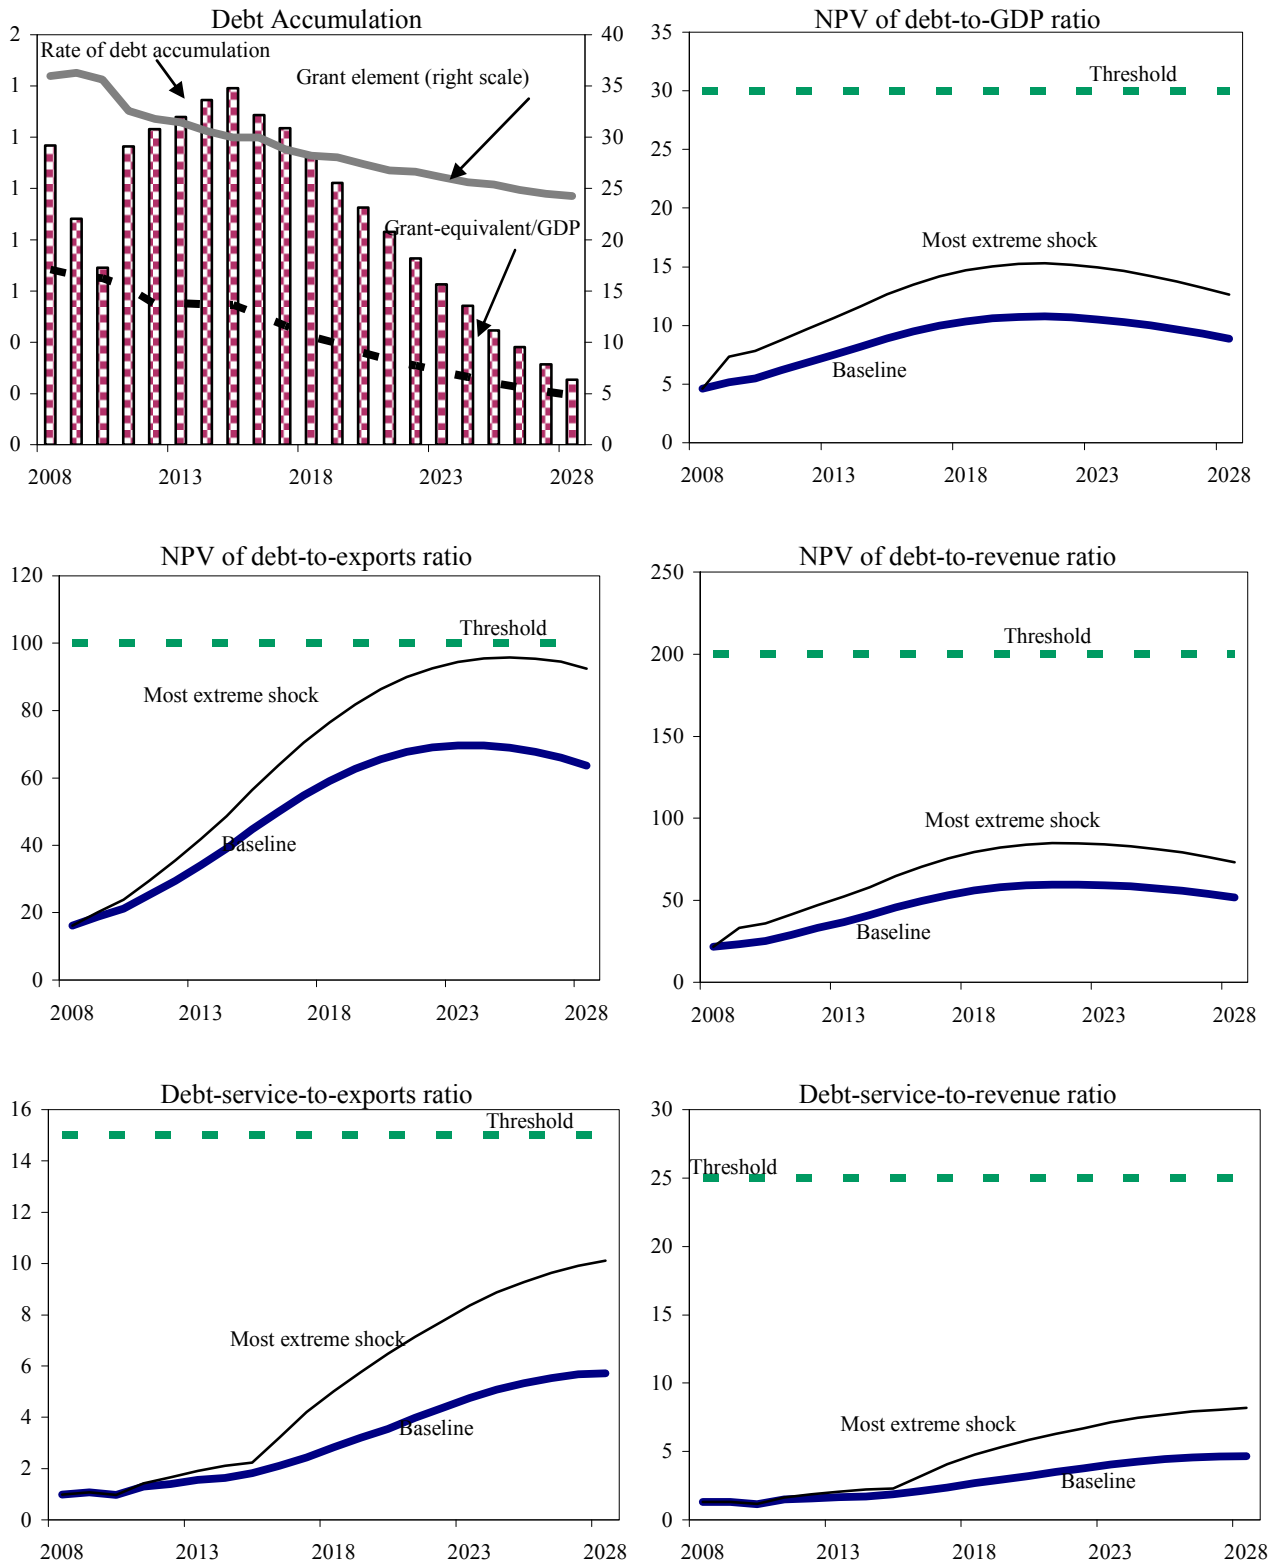 Debt Accumulation
2
1
1
1
1
1
0
0
0
40
35
30
25
20
15
10
5
0
Rate of debt accumulation
Grant element (right scale)
Grant-equivalent/GDP
2008 2013 2018 2023 2028
NPV of debt-to-GDP ratio
35
30
25
20
15
10
5
0
Threshold
Most extreme shock
Baseline
2008 2013 2018 2023 2028
NPV of debt-to-exports ratio
120
100
80
60
40
20
0
Threshold
Most extreme shock
Baseline
2008 2013 2018 2023 2028
NPV of debt-to-revenue ratio
250
200
150
100
50
0
Threshold
Most extreme shock
Baseline
2008 2013 2018 2023 2028
Debt-service-to-exports ratio
16
14
12
10
8
6
4
2
0
Threshold
Most extreme shock
Baseline
2008 2013 2018 2023 2028
Debt-service-to-revenue ratio
30
25
20
15
10
5
0
Threshold
Most extreme shock
Baseline
2008 2013 2018 2023 2028